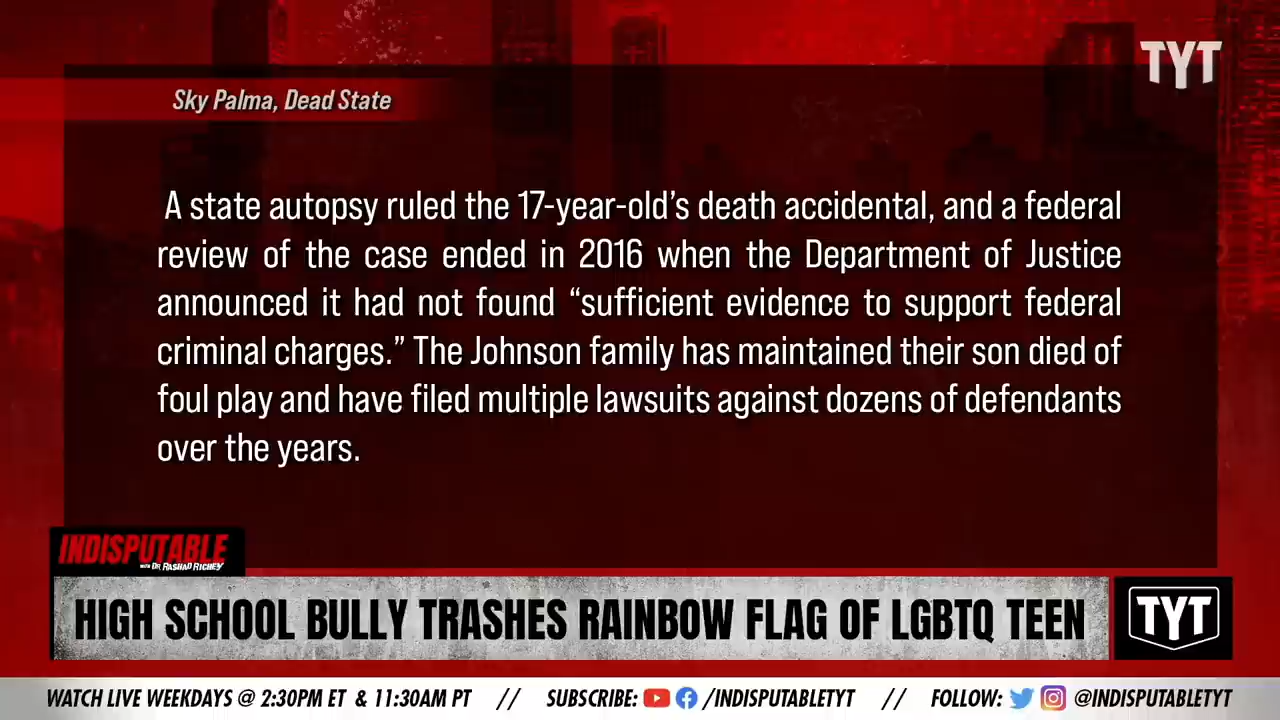 TYT
Sky Palma, Dead State
A state autopsy ruled the 17-year-old's death accidental, and a federal
review of the case ended in 2016 when the Department of Justice
announced it had not found “sufficient evidence to support federal
criminal charges.” The Johnson family has maintained their son died of
foul play and have filed multiple lawsuits against dozens of defendants
over the years.
INDISPUTABLE
WITH DR. RASHAD RICHEY
HIGH SCHOOL BULLY TRASHES RAINBOW FLAG OF LGBTQ TEEN
TYT
WATCH LIVE WEEKDAYS @ 2:30PM ET & 11:30AM PT // SUBSCRIBE: /INDISPUTABLETYT // FOLLOW: @INDISPUTABLETYT